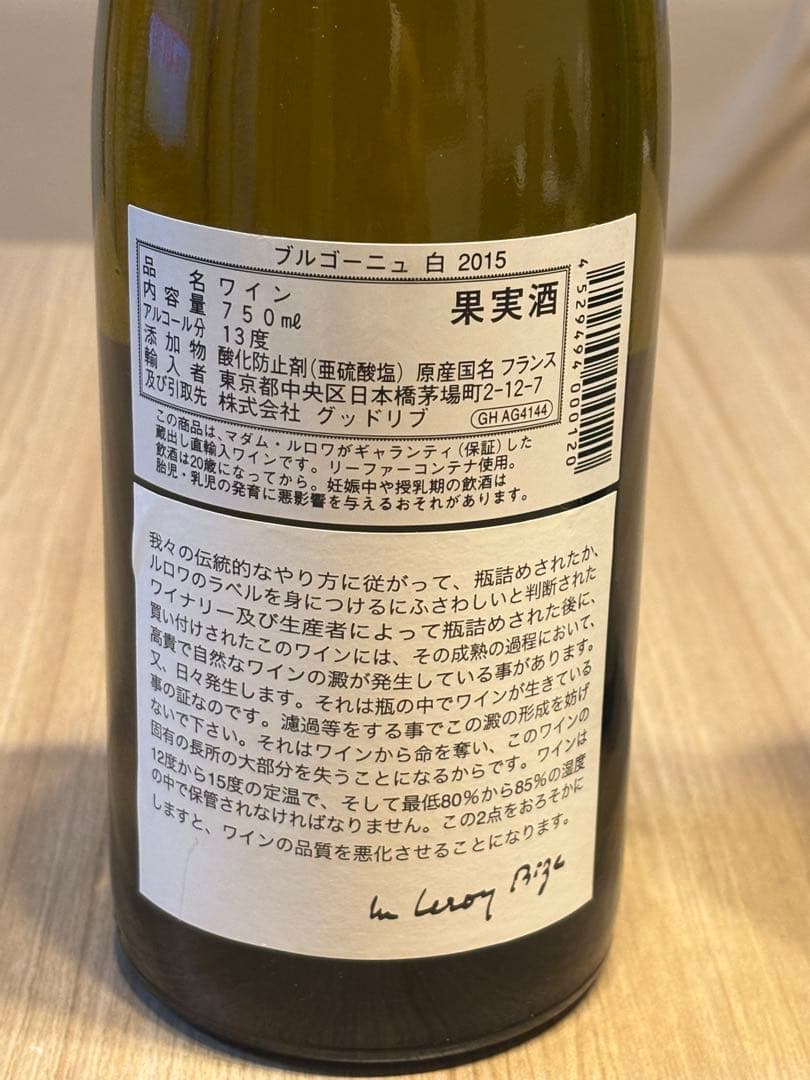 ブルゴーニュ 白 2015
品名 ワイン
内容量 750mℓ
果実酒
アルコール分 13度
添加物 酸化防止剤(亜硫酸塩) 原産国名 フランス
輸入者 東京都中央区日本橋茅場町2-12-7
及び引取先 株式会社 グッドリブ
GH AG4144
4 529494 000120
この商品は、マダム・ルロワがギャランティ(保証)した
蔵出し直輸入ワインです。リーファーコンテナ使用。
飲酒は20歳になってから。妊娠中や授乳期の飲酒は
胎児・乳児の発育に悪影響を与えるおそれがあります。
我々の伝統的なやり方に従がって、瓶詰めされたか、
ルロワのラベルを身につけるにふさわしいと判断された
ワイナリー及び生産者によって瓶詰めされた後に、
買い付けされたこのワインには、その成熟の過程において、
高貴で自然なワインの澱が発生している事があります。
又、日々発生します。それは瓶の中でワインが生きている
事の証なのです。濾過等をする事でこの澱の形成を妨げ
ないで下さい。それはワインから命を奪い、このワインの
固有の長所の大部分を失うことになるからです。ワインは
12度から15度の定温で、そして最低80%から85%の湿度
の中で保管されなければなりません。この2点をおろそかに
しますと、ワインの品質を悪化させることになります。
Leroy Bize